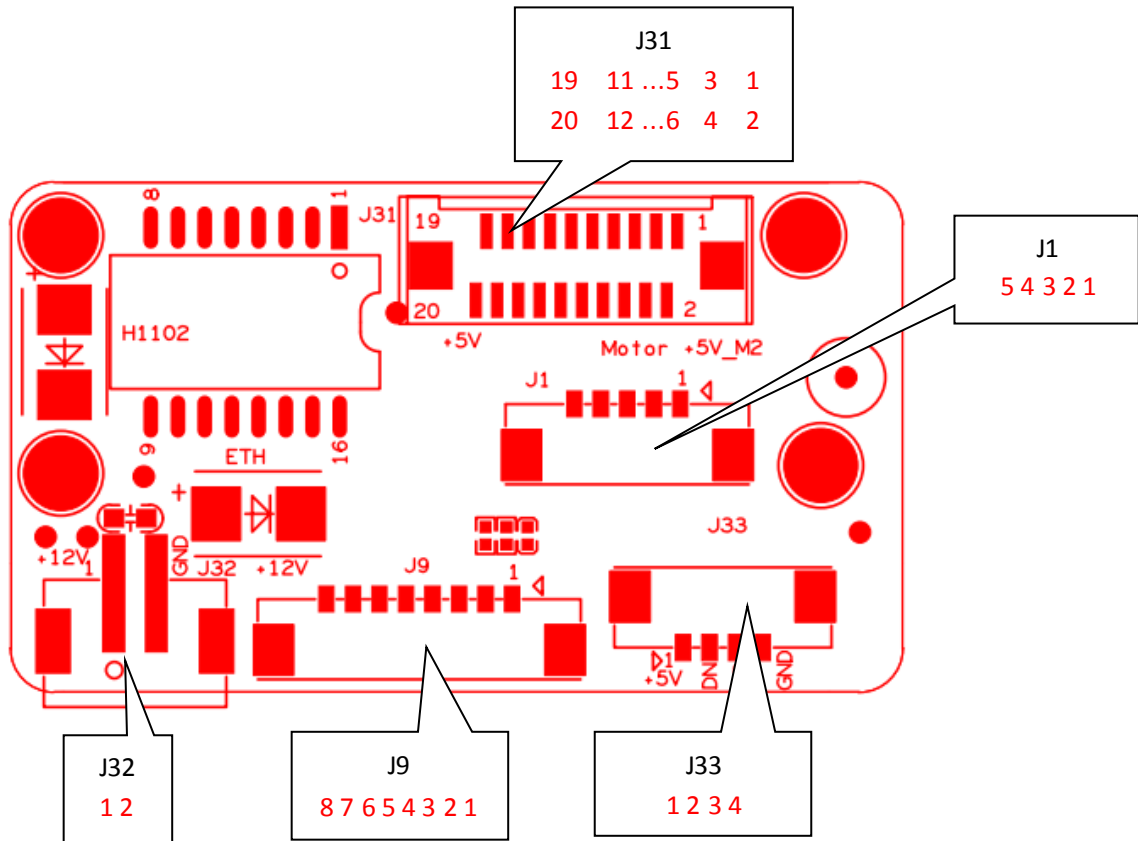 J31
19 11 ...5 3 1
20 12 ...6 4 2
8
1
J31
19
1
J1
5 4 3 2 1
+
H1102
20
2
+5V
Motor +5V_M2
J1
1
9
16
ETH
+
J33
+12V
1
GND
J32
+12V
J9
1
1
+5V
DN
GND
J32
1 2
J9
8 7 6 5 4 3 2 1
J33
1 2 3 4